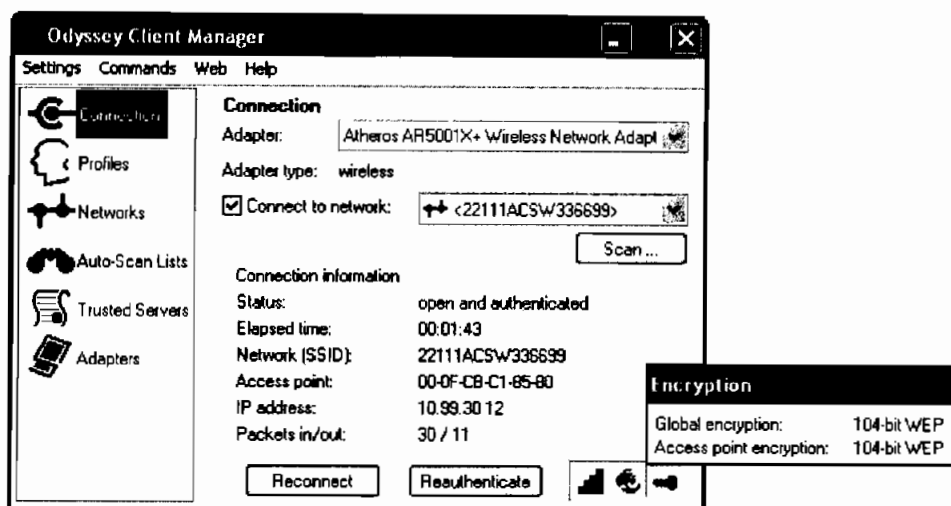 Odyssey Client Manager
Settings Commands Web Help
Connection
Profiles
Networks
Auto-Scan Lists
Trusted Servers
Adapters
Connection
Adapter: Atheros AR5001X+ Wireless Network Adapt
Adapter type: wireless
Connect to network: <22111ACSW336699>
Scan ...
Connection information
Status: open and authenticated
Elapsed time: 00:01:43
Network (SSID): 22111ACSW336699
Access point: 00-0F-CB-C1-85-80
IP address: 10.99.30 12
Packets in/out: 30 / 11
Reconnect Reauthenticate
Encryption
Global encryption: 104-bit WEP
Access point encryption: 104-bit WEP